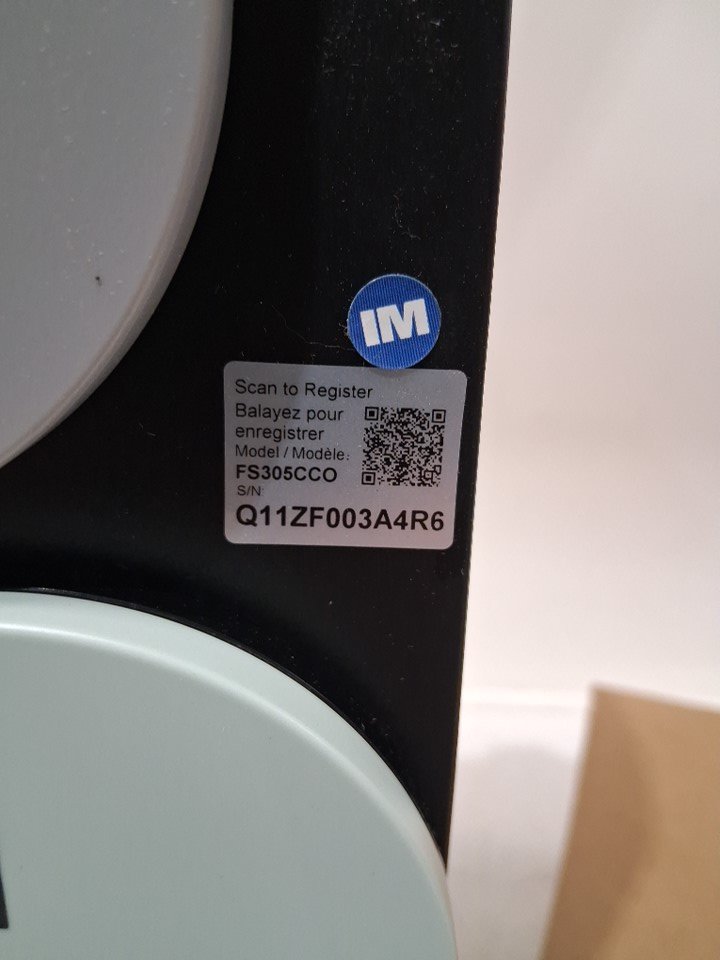 IM
Scan to Register
Balayez pour
enregistrer
Model / Modèle:
FS305CCO
S/N
Q11ZF003A4R6